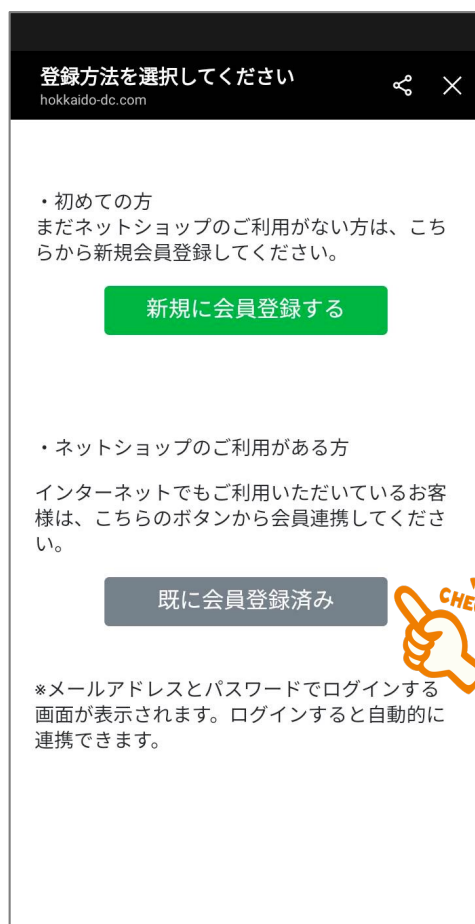 登録方法を選択してください
hokkaido-dc.com
・初めての方
まだネットショップのご利用がない方は、こち
らから新規会員登録してください。
新規に会員登録する
・ネットショップのご利用がある方
インターネットでもご利用いただいているお客
様は、こちらのボタンから会員連携してくださ
い。
既に会員登録済み
※メールアドレスとパスワードでログインする
画面が表示されます。ログインすると自動的に
連携できます。